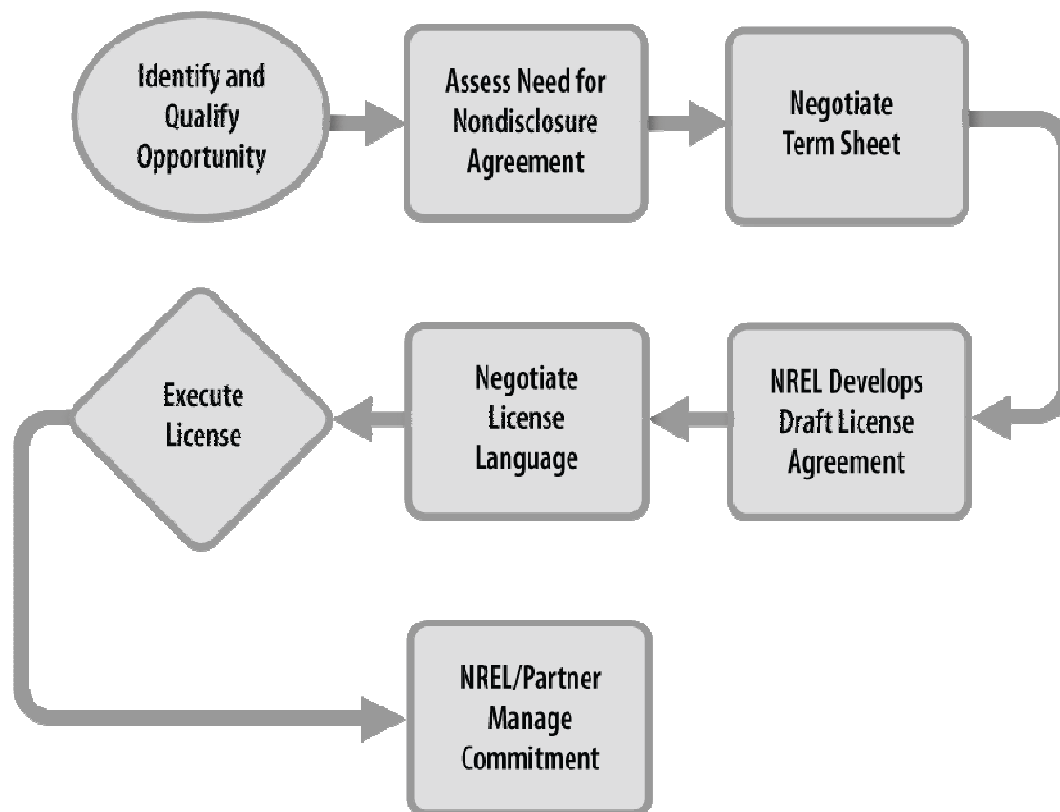 Identify and
Qualify
Opportunity
Assess Need for
Nondisclosure
Agreement
Negotiate
Term Sheet
NREL Develops
Draft License
Agreement
Negotiate
License
Language
Execute
License
NREL/Partner
Manage
Commitment